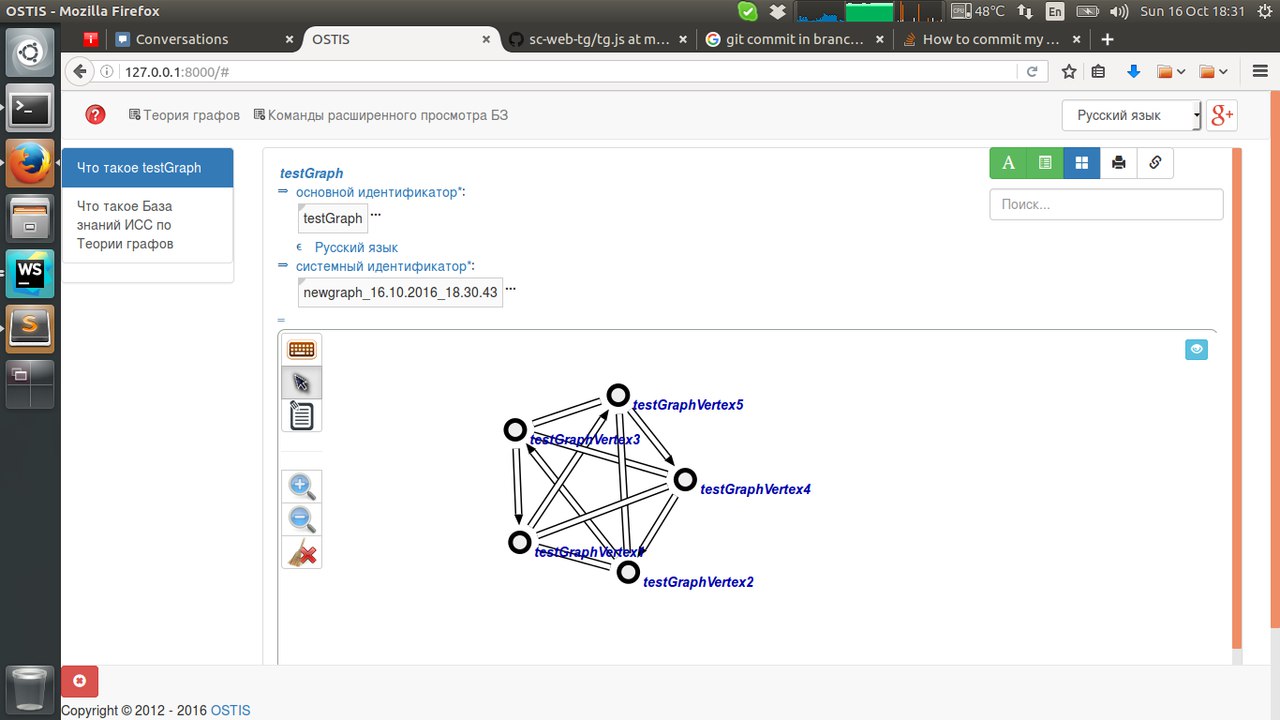 OSTIS - Mozilla Firefox
48°C
En
Sun 16 Oct 18:31
Conversations
OSTIS
sc-web-tg/tg.js at m...
git commit in branc...
How to commit my ...
127.0.0.1:8000/#
Теория графов
Команды расширенного просмотра БЗ
Русский язык
g+
Что такое testGraph
Что такое База
знаний ИСС по
Теории графов
testGraph
основной идентификатор*:
testGraph ...
Русский язык
системный идентификатор*:
newgraph_16.10.2016_18.30.43 ...
=
A
Поиск...
testGraphVertex5
testGraphVertex3
testGraphVertex4
testGraphVertex2
WS
S
Copyright © 2012 - 2016 OSTIS